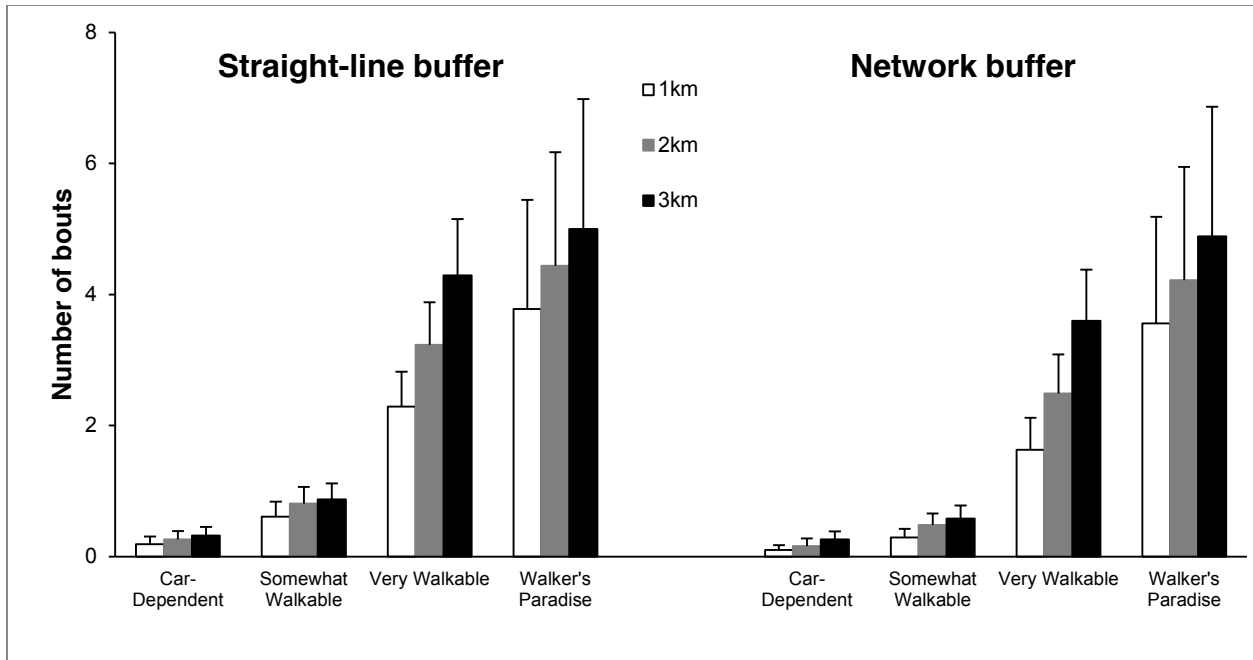 Straight-line buffer
Network buffer
1km
2km
3km
Number of bouts
8
6
4
2
0
Car-
Dependent
Somewhat
Walkable
Very Walkable
Walker's
Paradise
Car-
Dependent
Somewhat
Walkable
Very Walkable
Walker's
Paradise